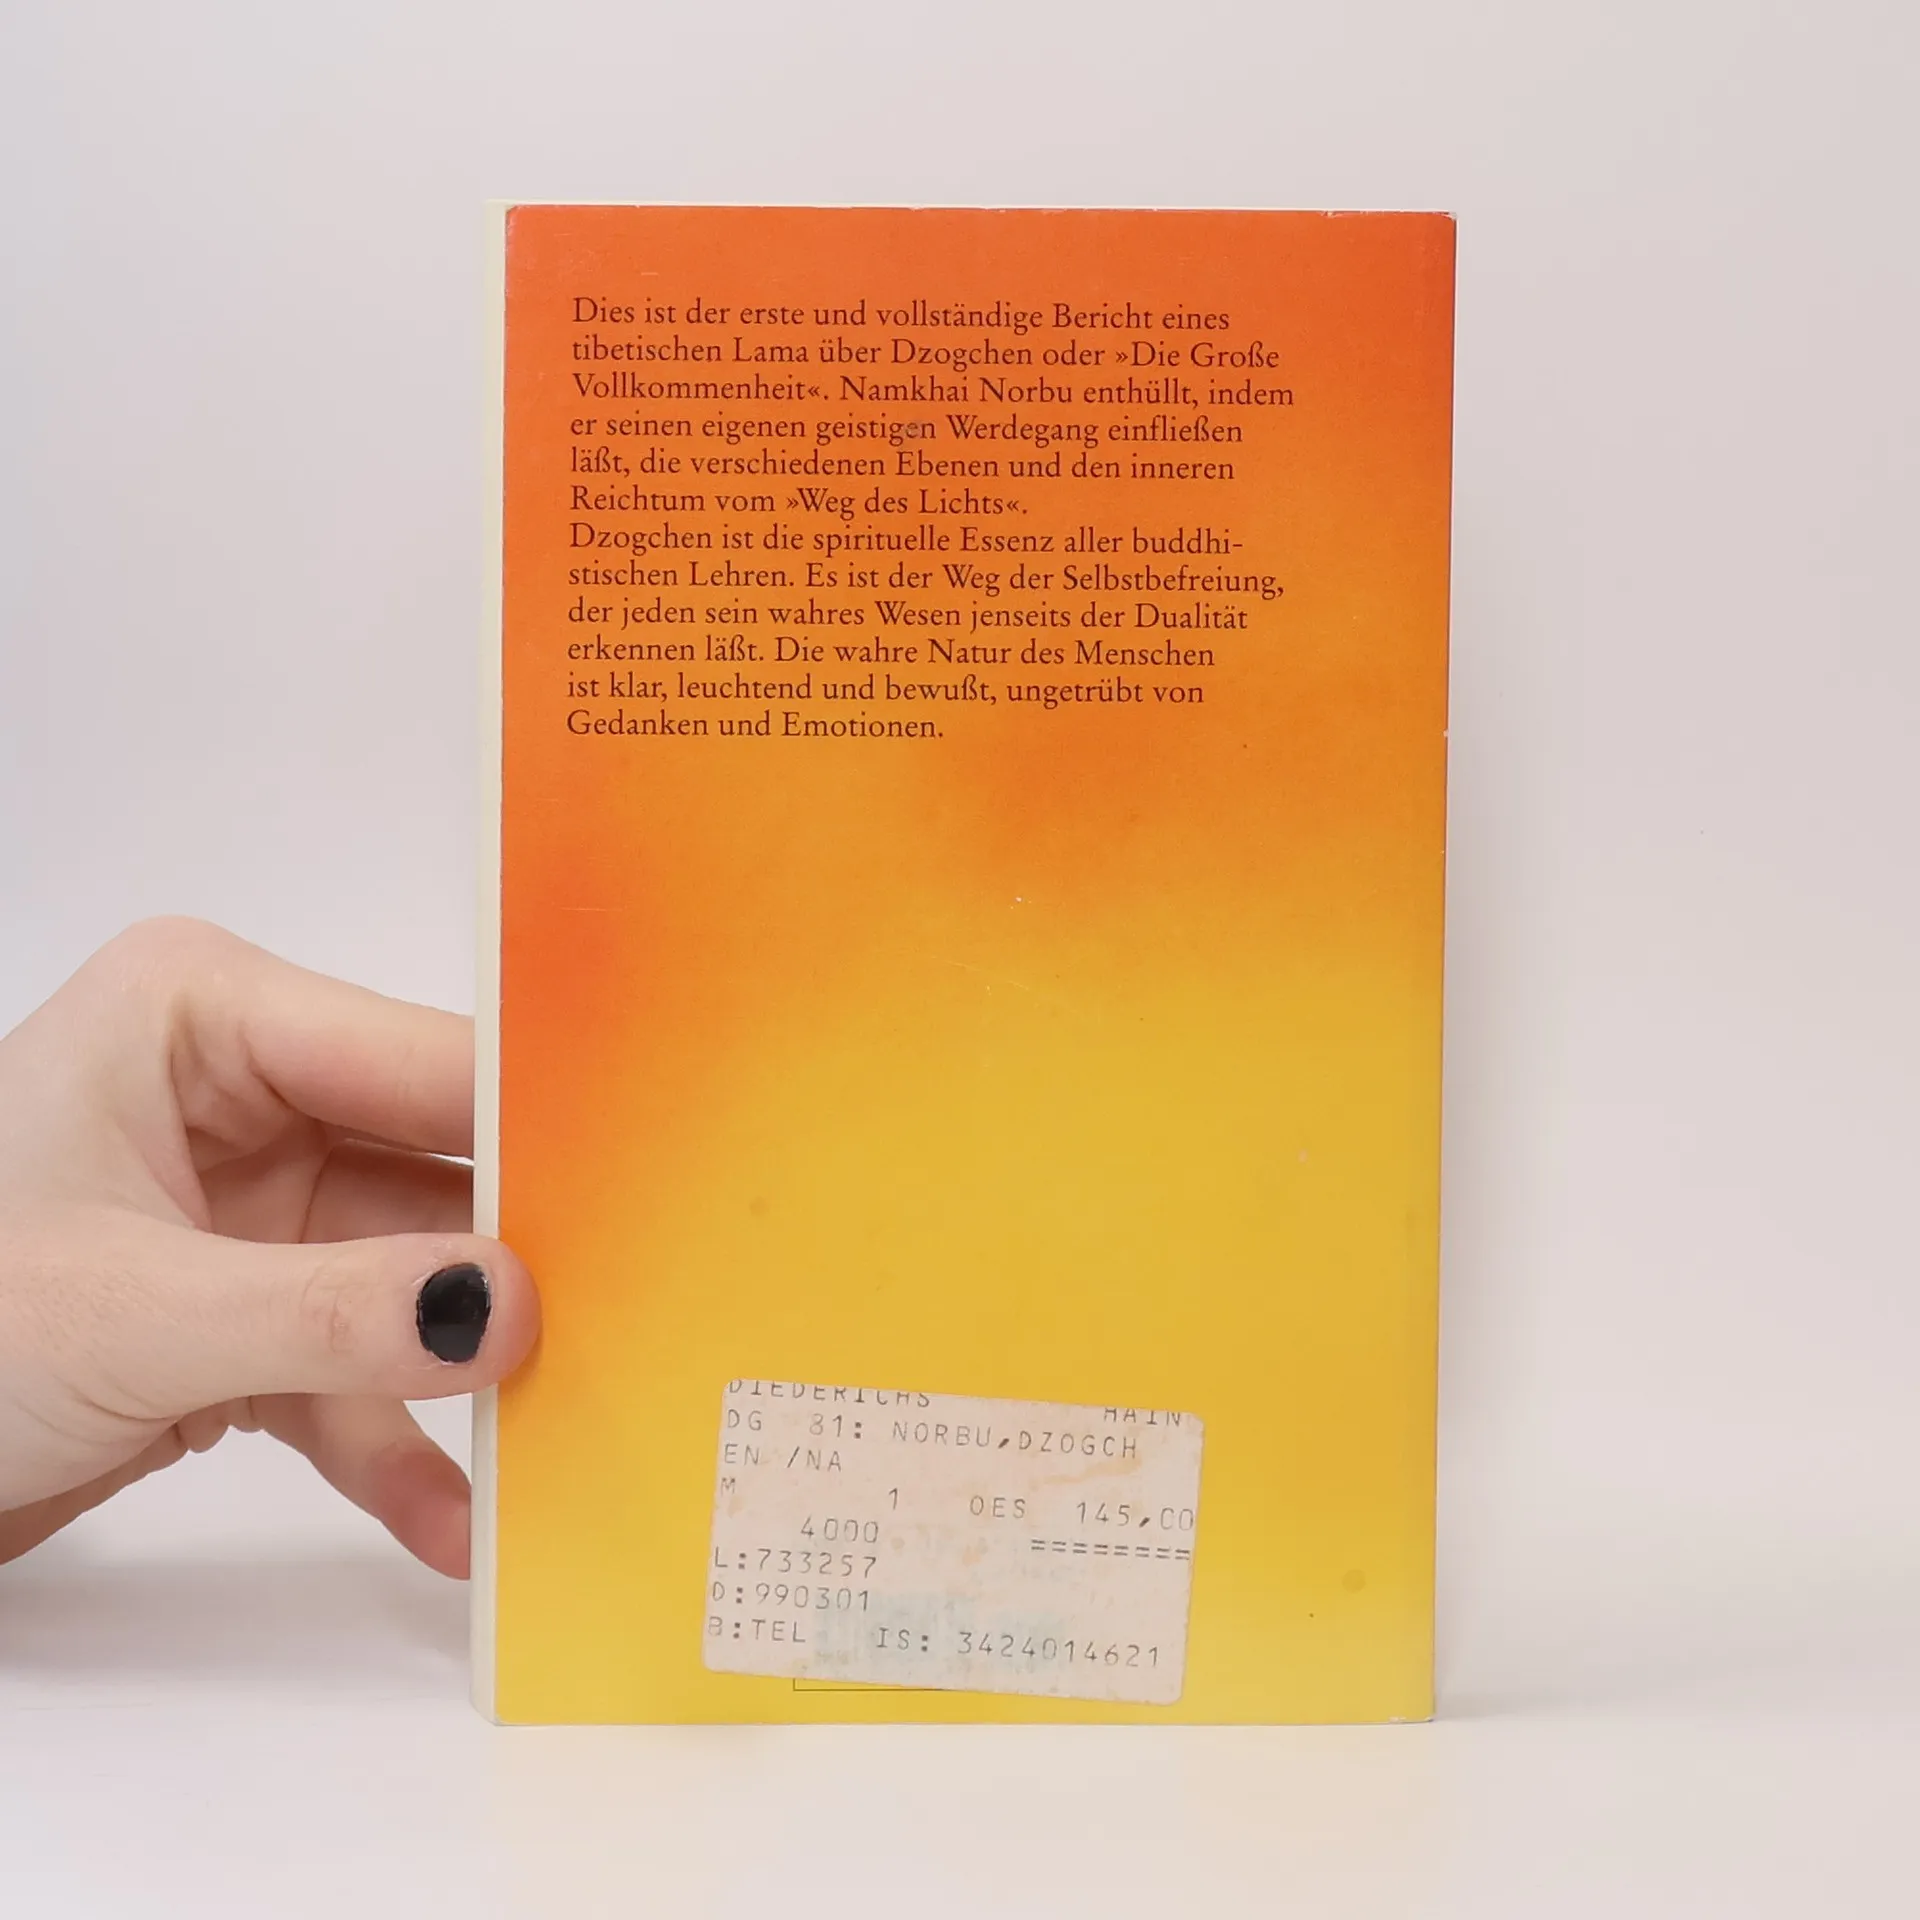 Dies ist der erste und vollständige Bericht eines
tibetischen Lama über Dzogchen oder »Die Große
Vollkommenheit«. Namkhai Norbu enthüllt, indem
er seinen eigenen geistigen Werdegang einfließen
läßt, die verschiedenen Ebenen und den inneren
Reichtum vom »Weg des Lichts«.
Dzogchen ist die spirituelle Essenz aller buddhi-
stischen Lehren. Es ist der Weg der Selbstbefreiung,
der jeden sein wahres Wesen jenseits der Dualität
erkennen läßt. Die wahre Natur des Menschen
ist klar, leuchtend und bewußt, ungetrübt von
Gedanken und Emotionen.
DIEDERICHS HAIN
DG 81: NORBU,DZOGCH
EN /NA
M 1 OES 145,00
4000 ========
L:733257
D:990301
B:TEL IS: 3424014621